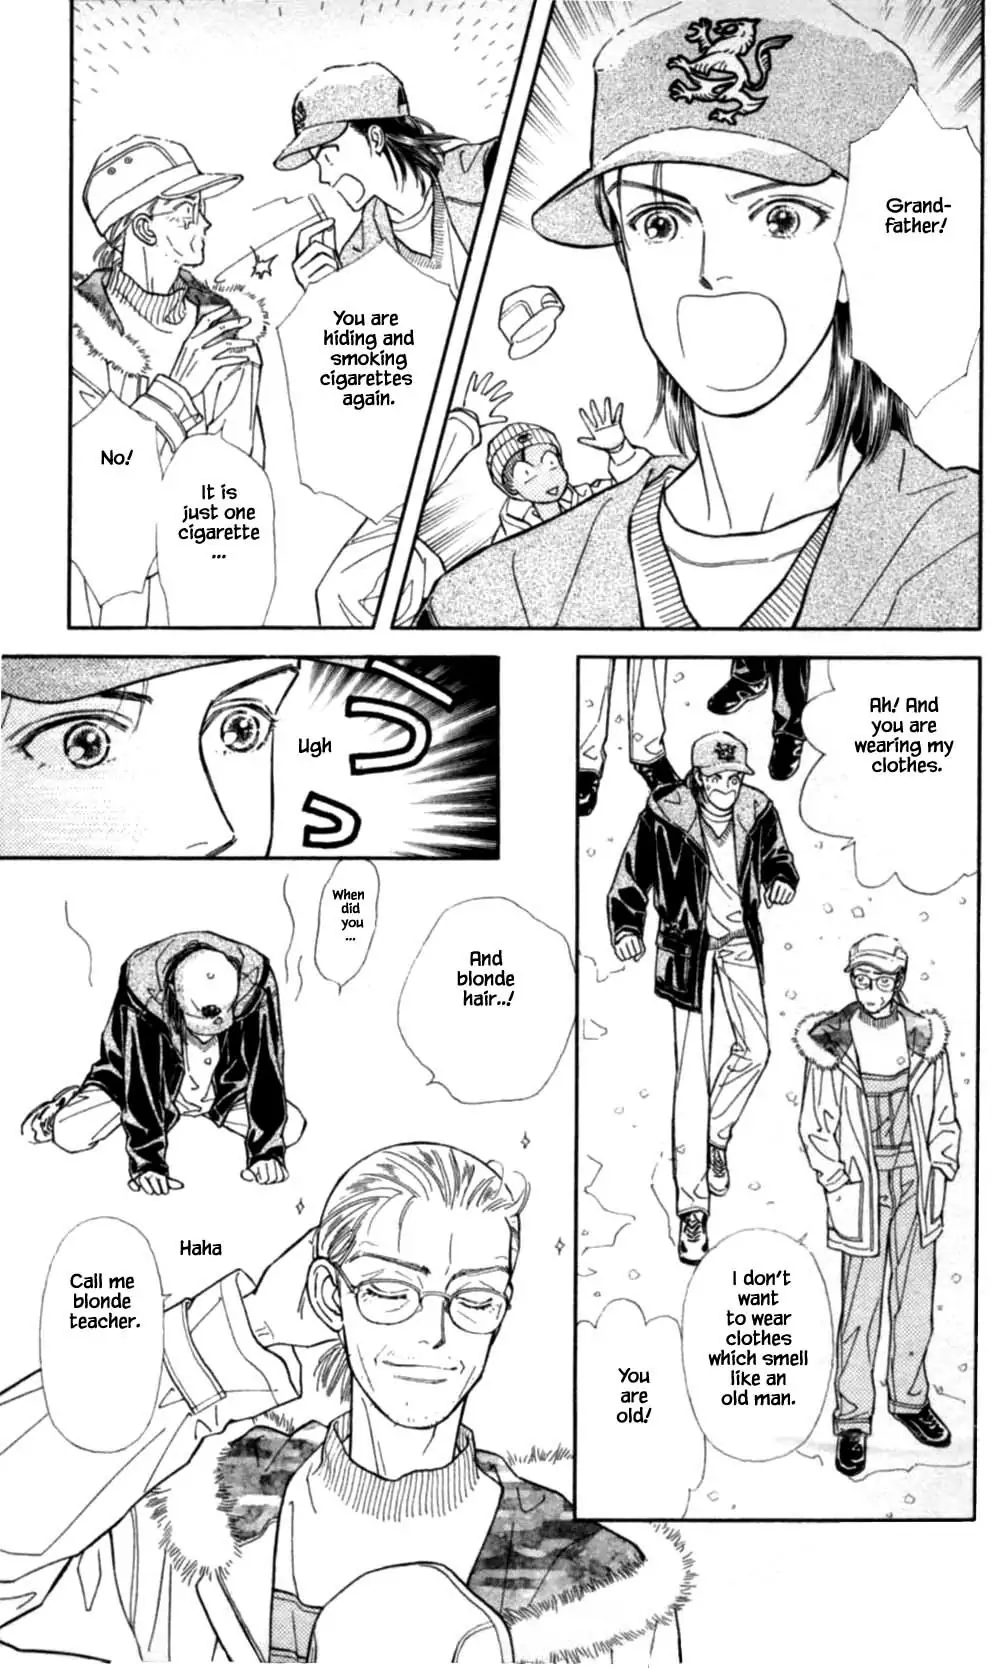 Grand-
father!
You are
hiding and
smoking
cigarettes
again.
It is
just one
cigarette
...
No!
Ah! And
you are
wearing my
clothes.
I don't
want
to wear
clothes
which smell
like an
old man.
You
are
old!
Ugh
うっ
And
blonde
hair..!
When
did
you
...
Haha
Call me
blonde
teacher.